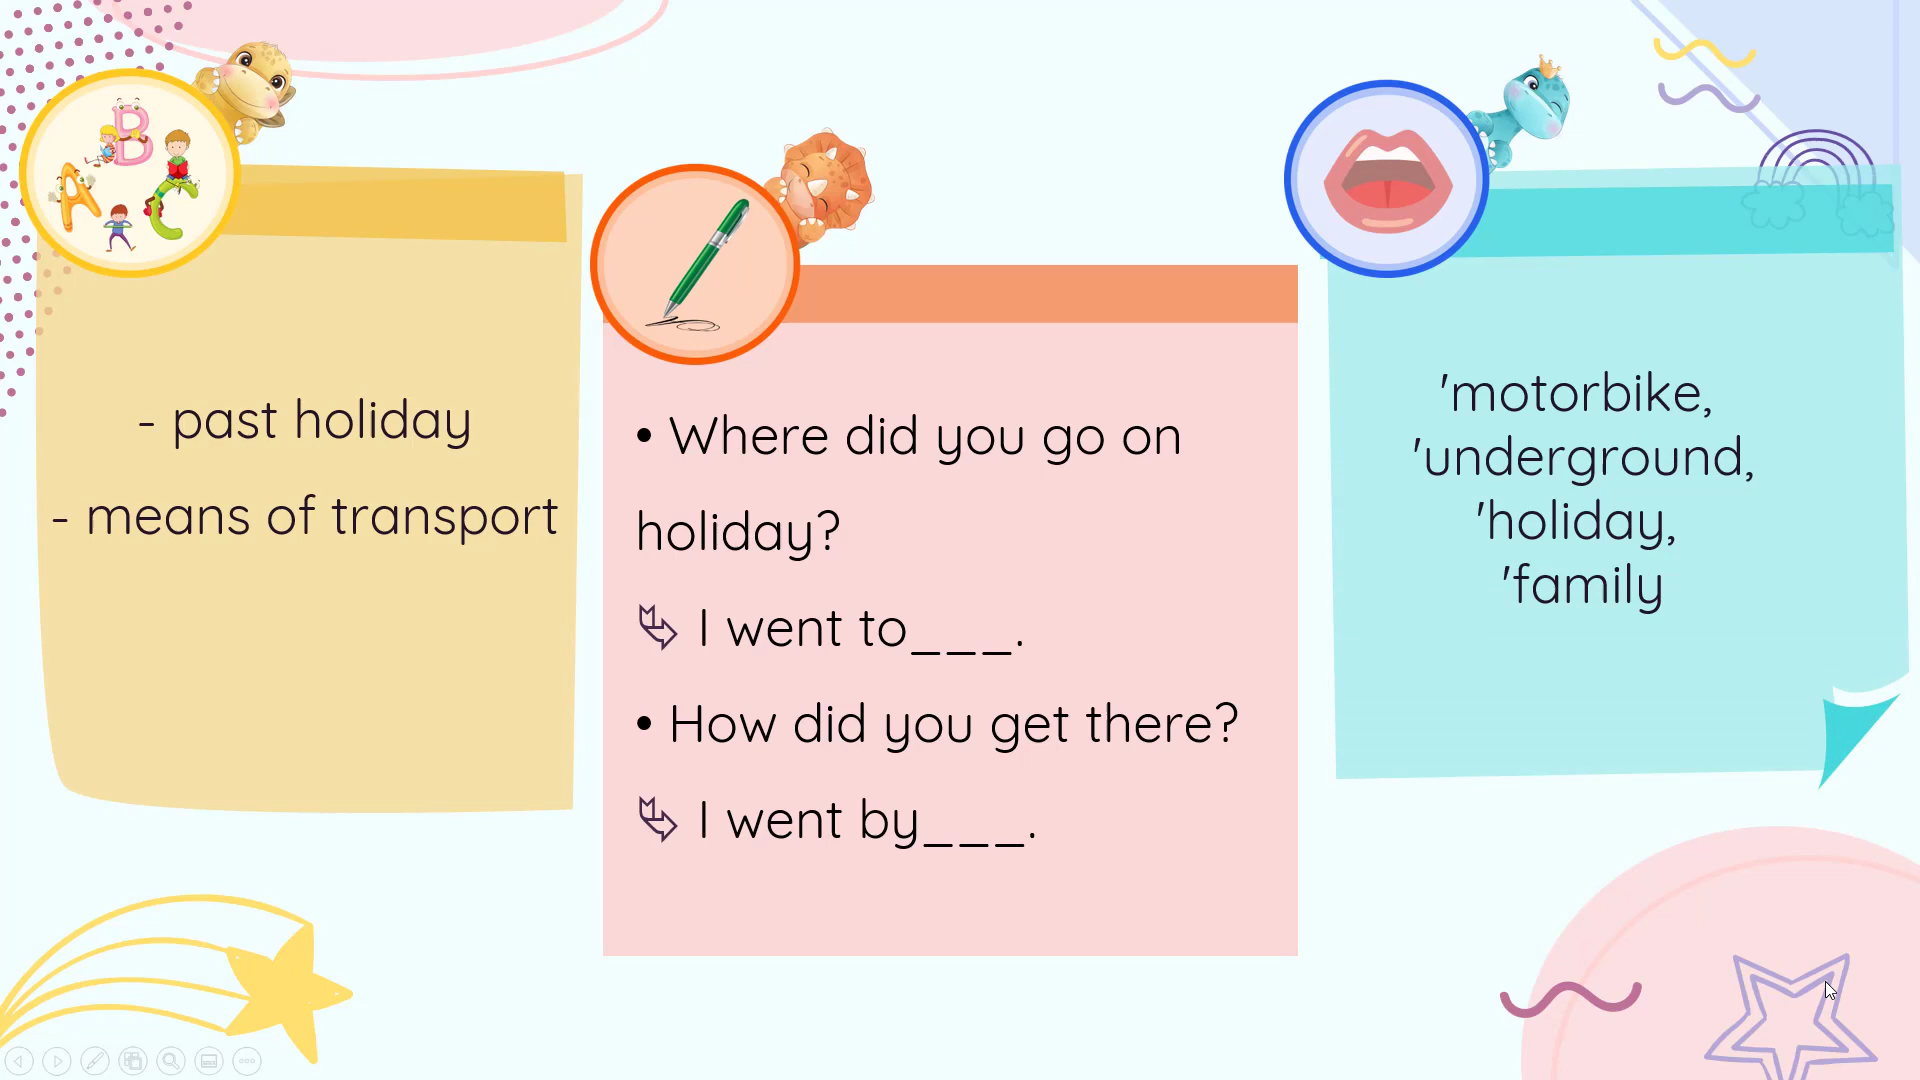 - past holiday
- means of transport
• Where did you go on
holiday?
⮱ I went to___.
• How did you get there?
⮱ I went by___.
'motorbike,
'underground,
'holiday,
'family